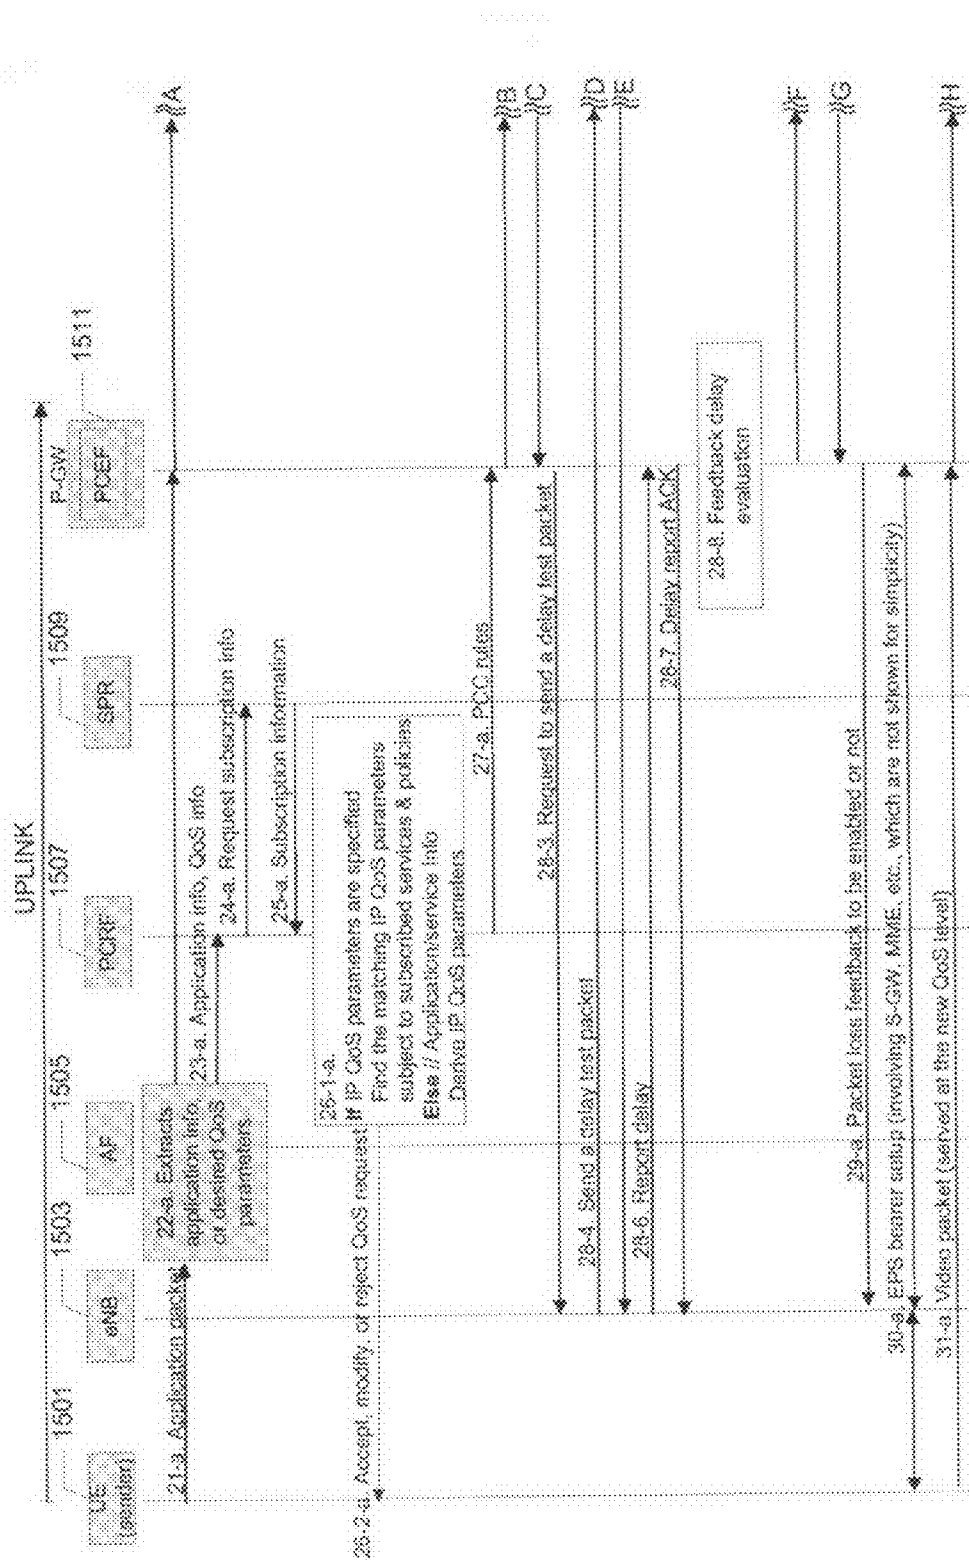 UPLINK
1501
1503
1505
1507
1509
1511
UE
(sender)
eNB
AF
PCRF
SPR
P-GW
PCEF
21-a. Application packet
22-a. Extracts
application info,
or desired QoS
parameters
23-a. Application info, QoS info
24-a. Request subscription info
25-a. Subscription information
26-1-a.
If IP QoS parameters are specified
Find the matching IP QoS parameters
subject to subscribed services & policies
Else // Application/service Info
Derive IP QoS parameters
26-2-a. Accept, modify, or reject QoS request
27-a. PCC rules
28-3. Request to send a delay test packet
28-4. Send a delay test packet
28-6. Report delay
28-7. Delay report ACK
28-8. Feedback delay
evaluation
29-a. Packet loss feedback to be enabled or not
30-a. EPS bearer setup (involving S-GW, MME, etc., which are not shown for simplicity)
31-a. Video packet (served at the new QoS level)
A
B
C
D
E
F
G
H